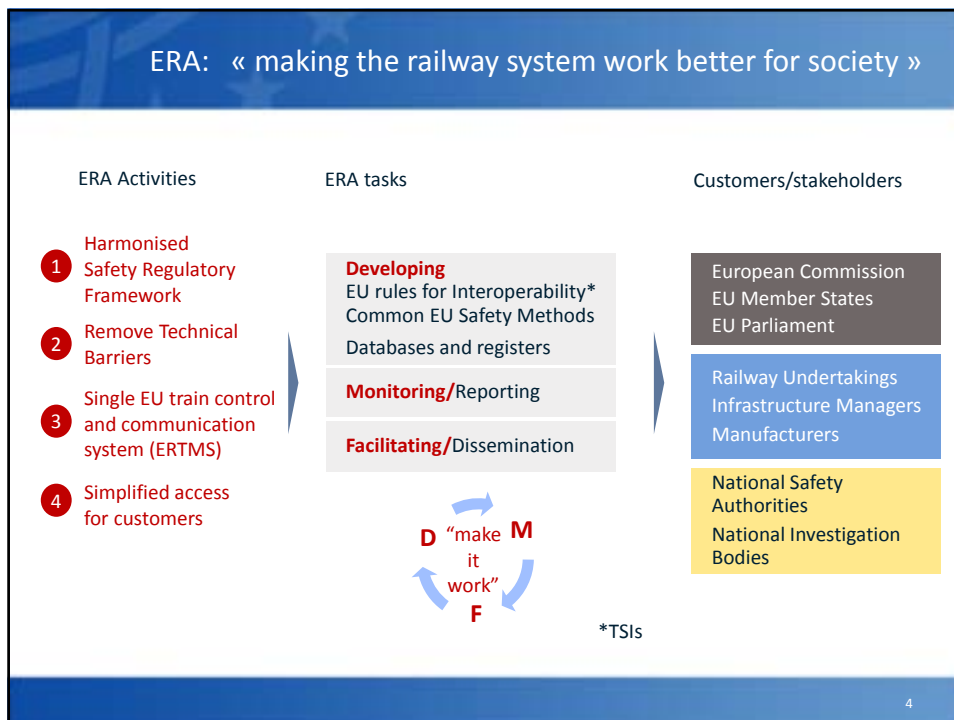 ERA: « making the railway system work better for society »
ERA Activities
ERA tasks
Customers/stakeholders
1
Harmonised
Safety Regulatory
Framework
2
Remove Technical
Barriers
3
Single EU train control
and communication
system (ERTMS)
4
Simplified access
for customers
Developing
EU rules for Interoperability*
Common EU Safety Methods
Databases and registers
Monitoring/Reporting
Facilitating/Dissemination
D "make M
it
work"
F
European Commission
EU Member States
EU Parliament
Railway Undertakings
Infrastructure Managers
Manufacturers
National Safety
Authorities
National Investigation
Bodies
*TSIs
4